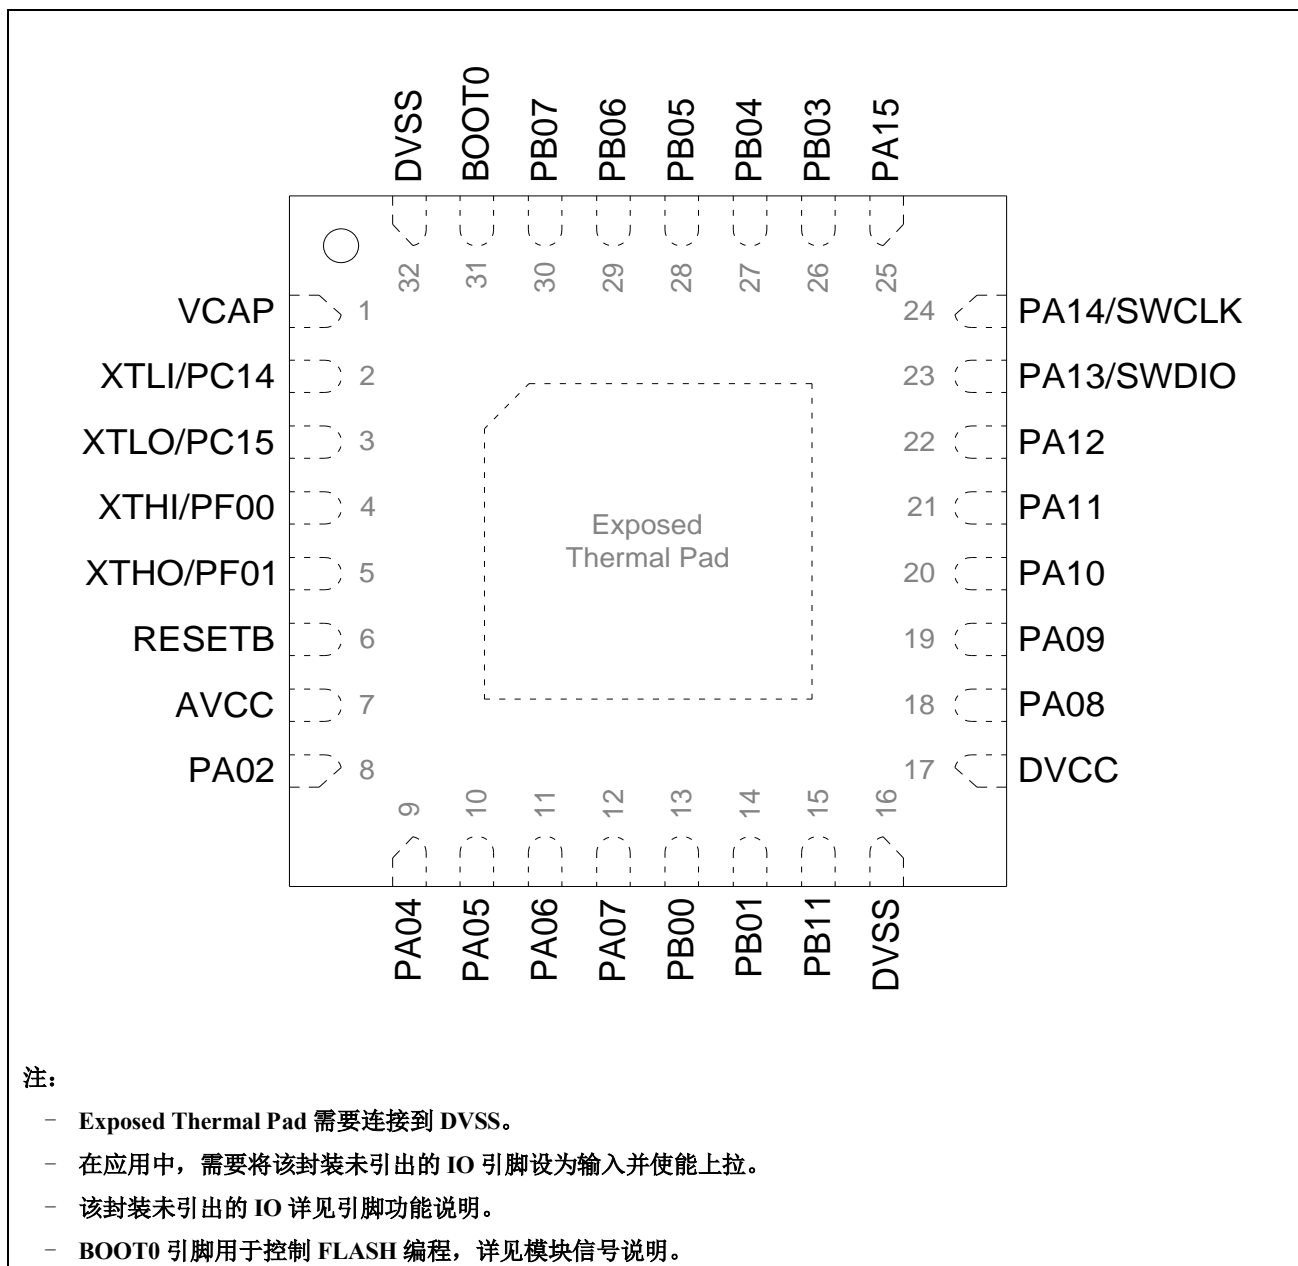 DVSS
BOOT0
PB07
PB06
PB05
PB04
PB03
PA15
32
31
30
29
28
27
26
25
VCAP 1
XTLI/PC14 2
XTLO/PC15 3
XTHI/PF00 4
XTHO/PF01 5
RESETB 6
AVCC 7
PA02 8
Exposed
Thermal Pad
24 PA14/SWCLK
23 PA13/SWDIO
22 PA12
21 PA11
20 PA10
19 PA09
18 PA08
17 DVCC
9
10
11
12
13
14
15
16
PA04
PA05
PA06
PA07
PB00
PB01
PB11
DVSS
注：
– Exposed Thermal Pad 需要连接到 DVSS。
– 在应用中，需要将该封装未引出的 IO 引脚设为输入并使能上拉。
– 该封装未引出的 IO 详见引脚功能说明。
– BOOT0 引脚用于控制 FLASH 编程，详见模块信号说明。